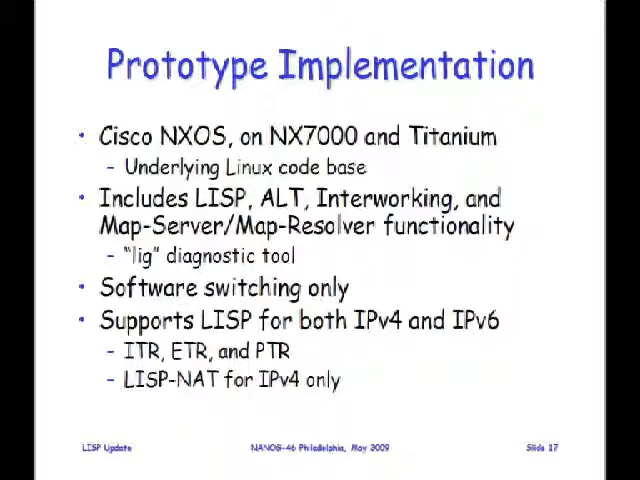 Prototype Implementation
• Cisco NXOS, on NX7000 and Titanium
– Underlying Linux code base
• Includes LISP, ALT, Interworking, and
Map-Server/Map-Resolver functionality
– "lig" diagnostic tool
• Software switching only
• Supports LISP for both IPv4 and IPv6
– ITR, ETR, and PTR
– LISP-NAT for IPv4 only
LISP Update
NANOG-46 Philadelphia, May 2009
Slide 17